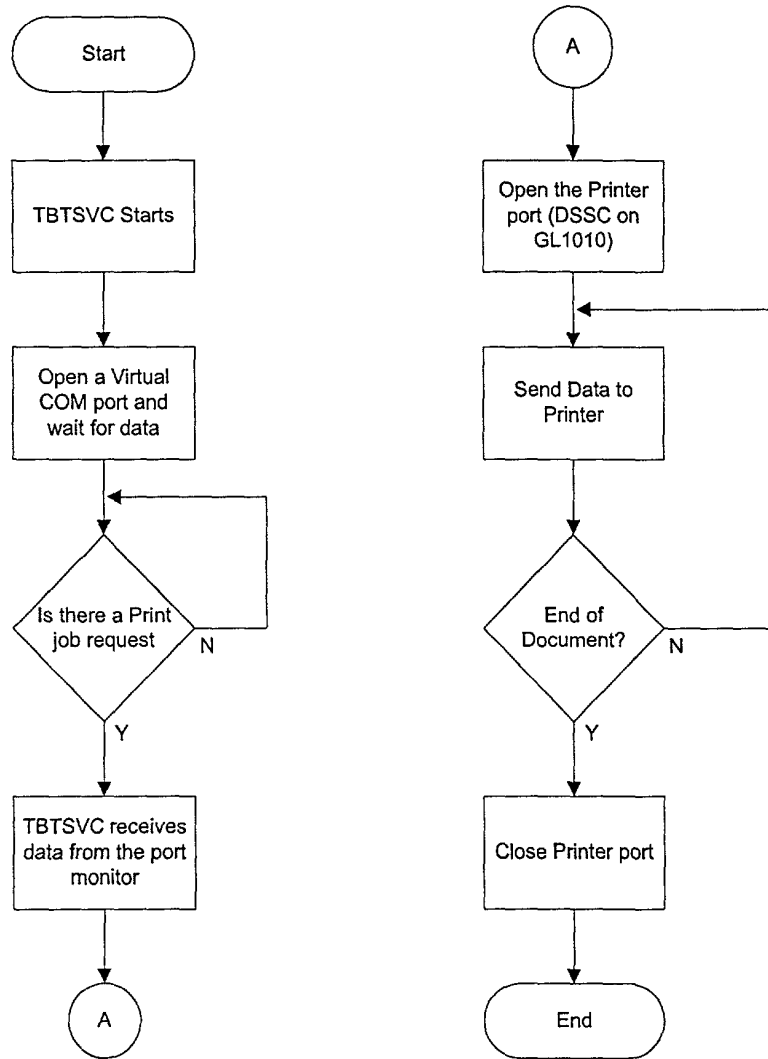 Start
TBTSVC Starts
Open a Virtual
COM port and
wait for data
Is there a Print
job request
N
Y
TBTSVC receives
data from the port
monitor
A
A
Open the Printer
port (DSSC on
GL1010)
Send Data to
Printer
End of
Document?
N
Y
Close Printer port
End